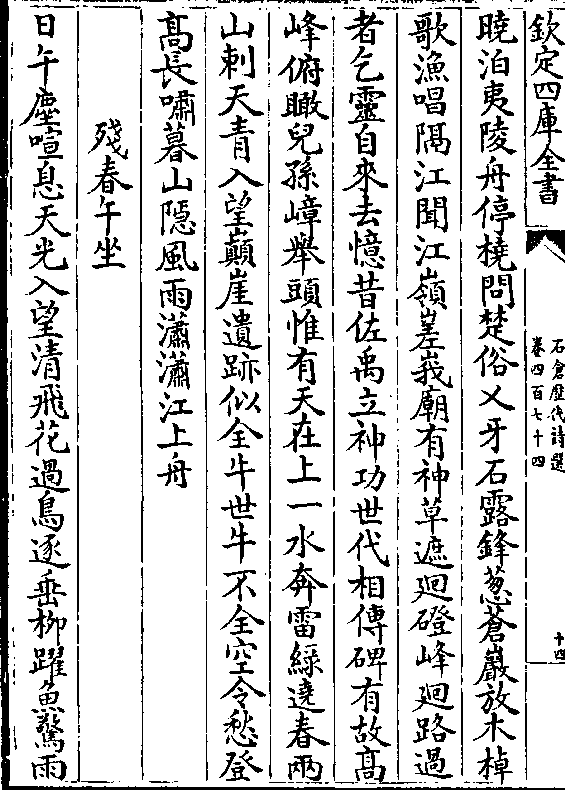 欽定四庫全書
石倉歴代詩選
卷四百七十四
十四
曉泊夷陵舟停橈問楚俗乂牙石露鋒葱蒼巖放木棹
歌漁唱隔江聞江嶺差峩廟有神草遮廻磴峰廻路過
者乞靈自來去憶昔佐禹立神功世代相傳碑有故髙
峰俯瞰兒孫嶂舉頭惟有天在上一水奔雷緑遶春兩
山刺天青入望巔崖遺跡似全牛世牛不全空令愁登
髙長嘯暮山隱風雨瀟瀟江上舟
殘春午坐
日午塵喧息天光入望清飛花過鳥逐垂柳躍魚驚雨